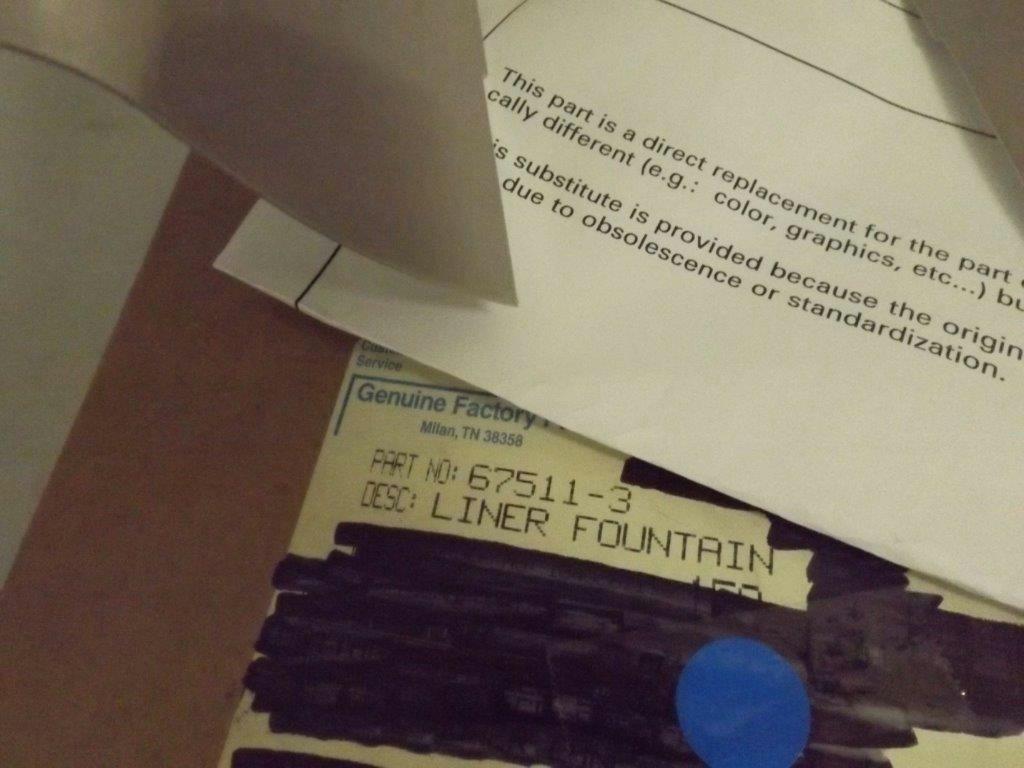 This part is a direct replacement for the part
cally different (e.g.: color, graphics, etc...) bu
is substitute is provided because the origin
due to obsolescence or standardization.
Service
Genuine Factory
Milan, TN 38358
PART NO: 67511-3
DESC: LINER FOUNTAIN